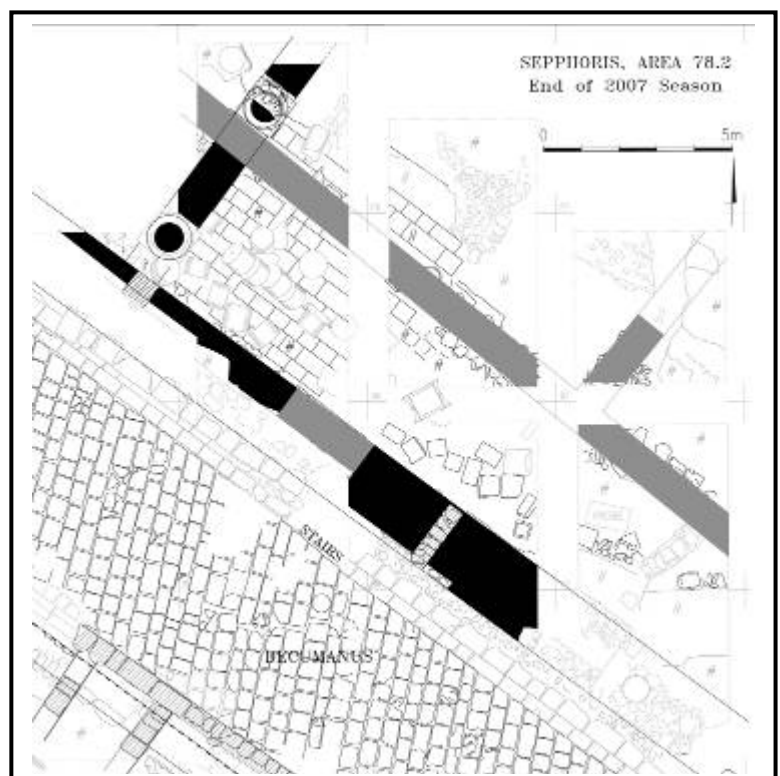 SEPPHORIS, AREA 78.2
End of 2007 Season
0 5m
STAIRS
DECUMANUS